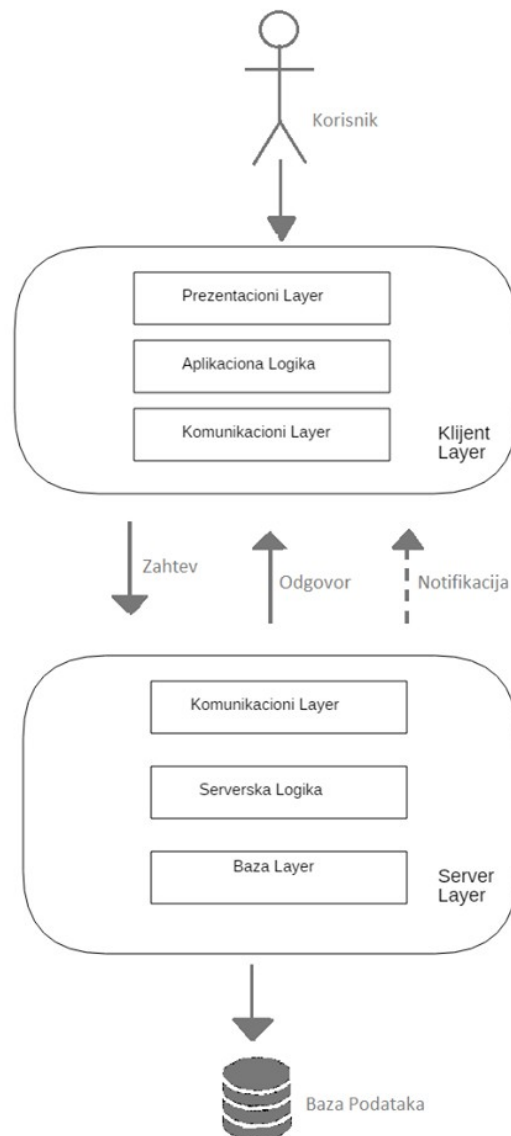 Korisnik
Prezentacioni Layer
Aplikaciona Logika
Komunikacioni Layer
Klijent
Layer
Zahtev
Odgovor
Notifikacija
Komunikacioni Layer
Serverska Logika
Baza Layer
Server
Layer
Baza Podataka